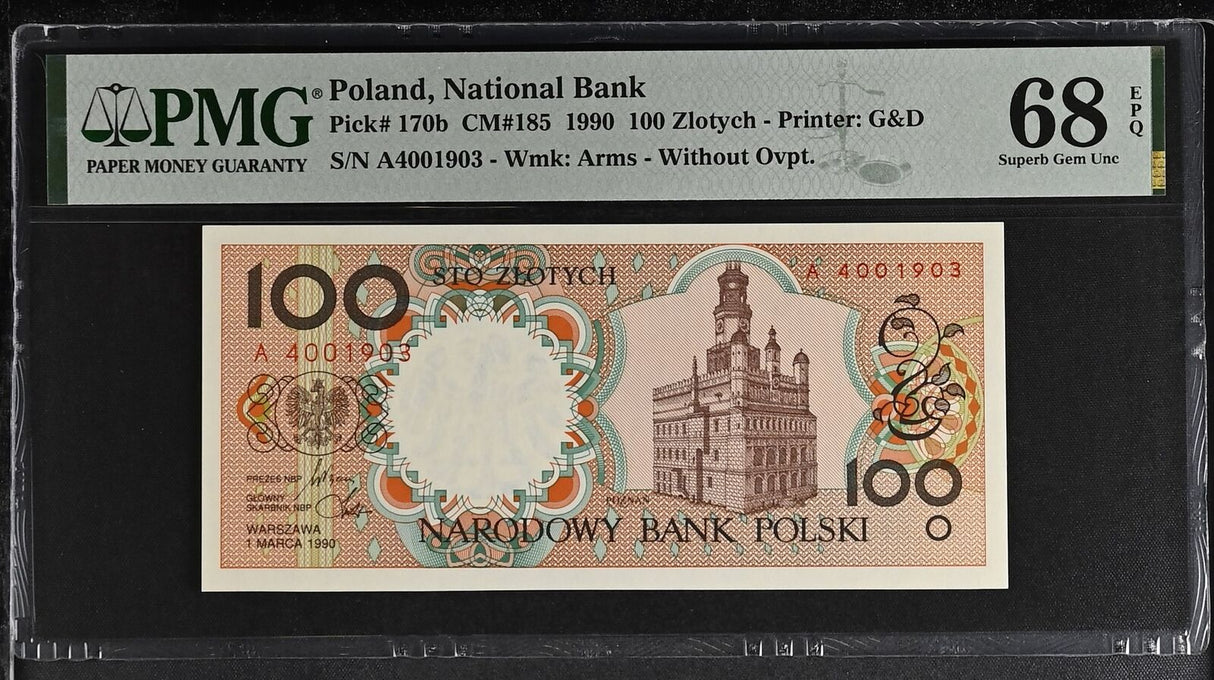 PMG®
PAPER MONEY GUARANTY
Poland, National Bank
Pick# 170b CM#185 1990 100 Zlotych - Printer: G&D
S/N A4001903 - Wmk: Arms - Without Ovpt.
68
EPQ
Superb Gem Unc
100
STO ZŁOTYCH
A 4001903
A 4001903
PREZES NBP
GŁÓWNY
SKARBNIK NBP
WARSZAWA
1 MARCA 1990
POZNAŃ
100
NARODOWY BANK POLSKI